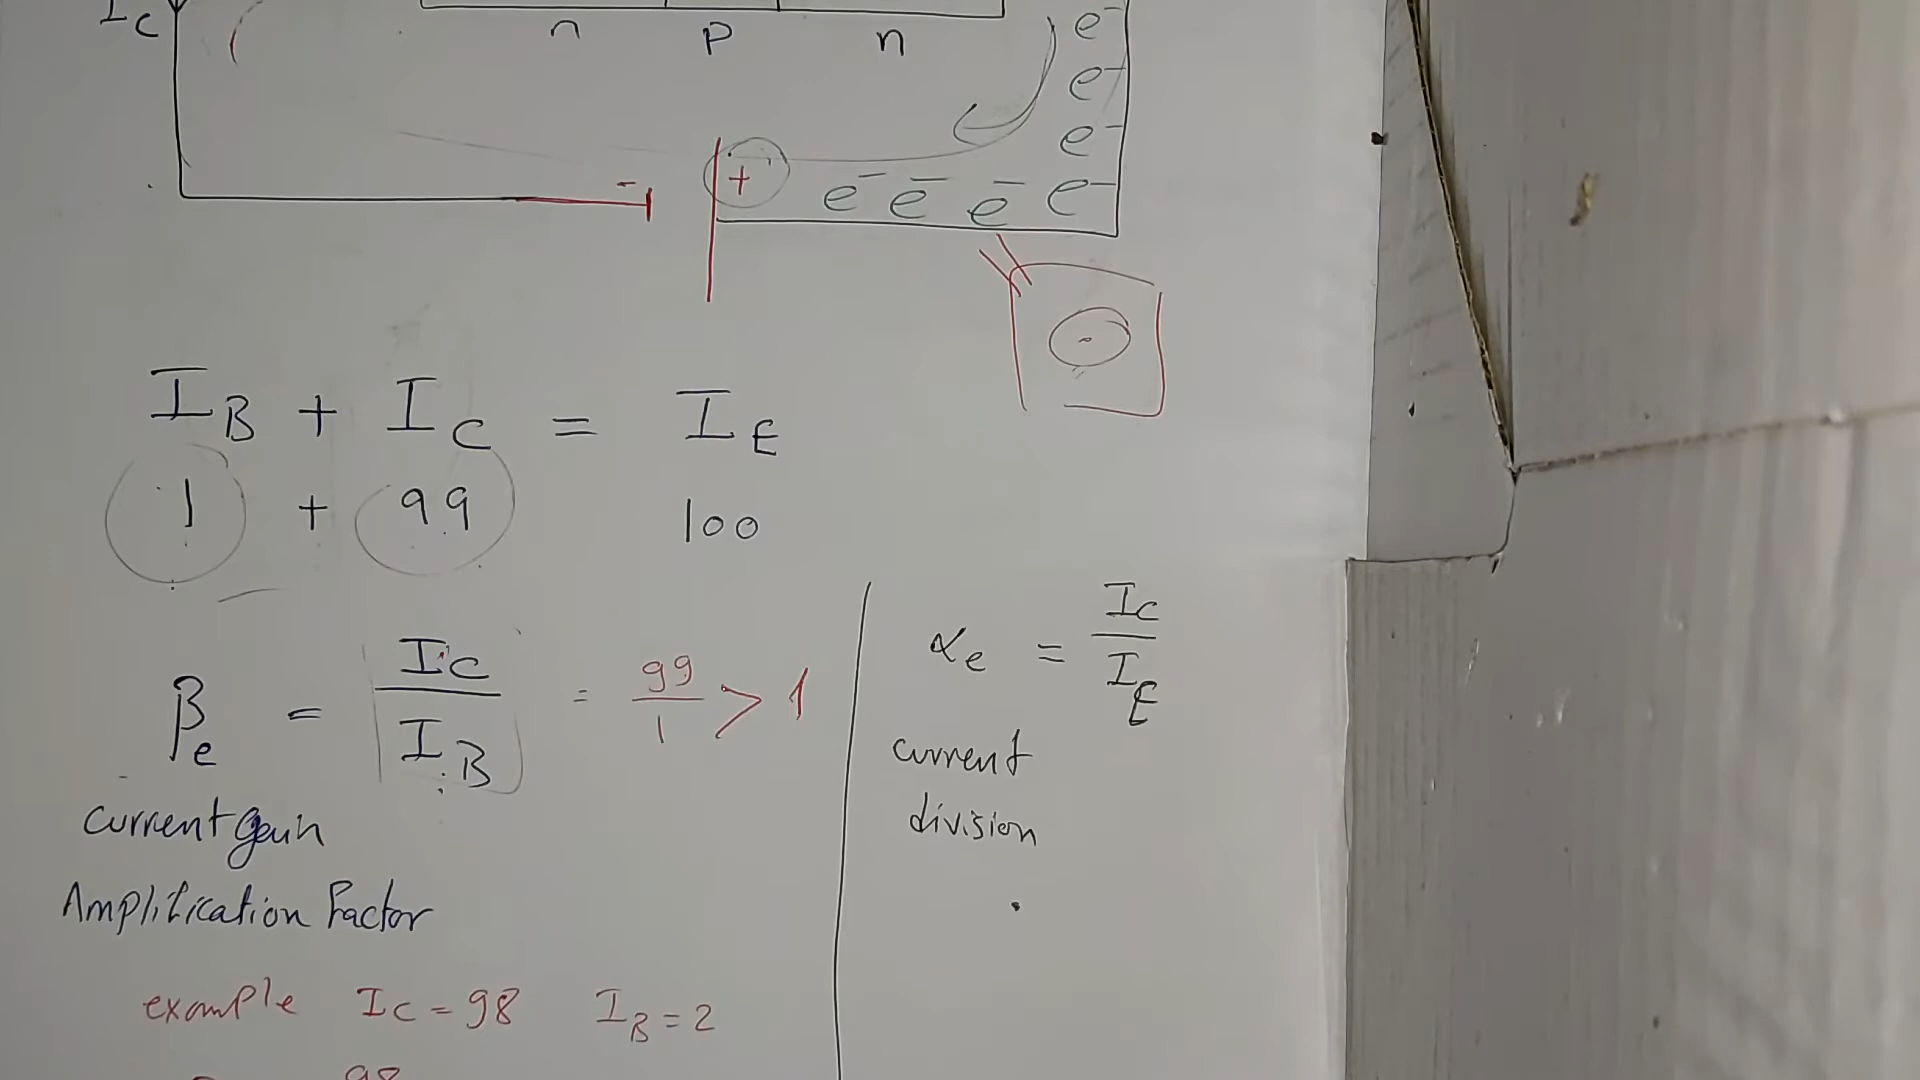 I_C
n p n
e⁻
e⁻
e⁻
- + e⁻ e⁻ e⁻ e⁻
-
I_B + I_C = I_E
1 + 99 100
β_e = I_C / I_B = 99 / 1 > 1
current gain
Amplification Factor
example I_C = 98 I_B = 2
98
α_e = I_C / I_E
current
division